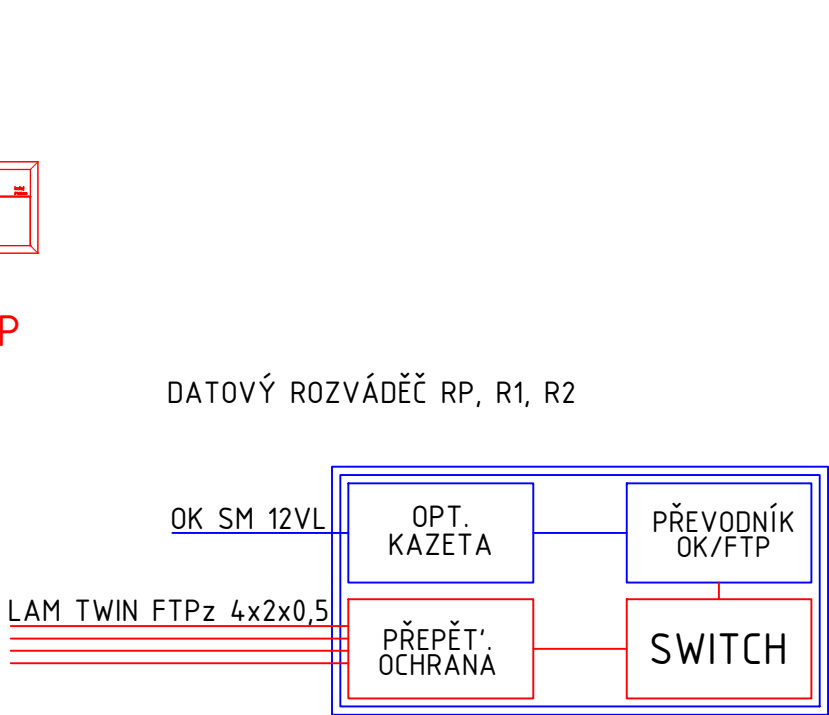 P
DATOVÝ ROZVÁDĚČ RP, R1, R2
OK SM 12VL
OPT.
KAZETA
PŘEVODNÍK
OK/FTP
LAM TWIN FTPz 4x2x0,5
PŘEPĚT'.
OCHRANA
SWITCH